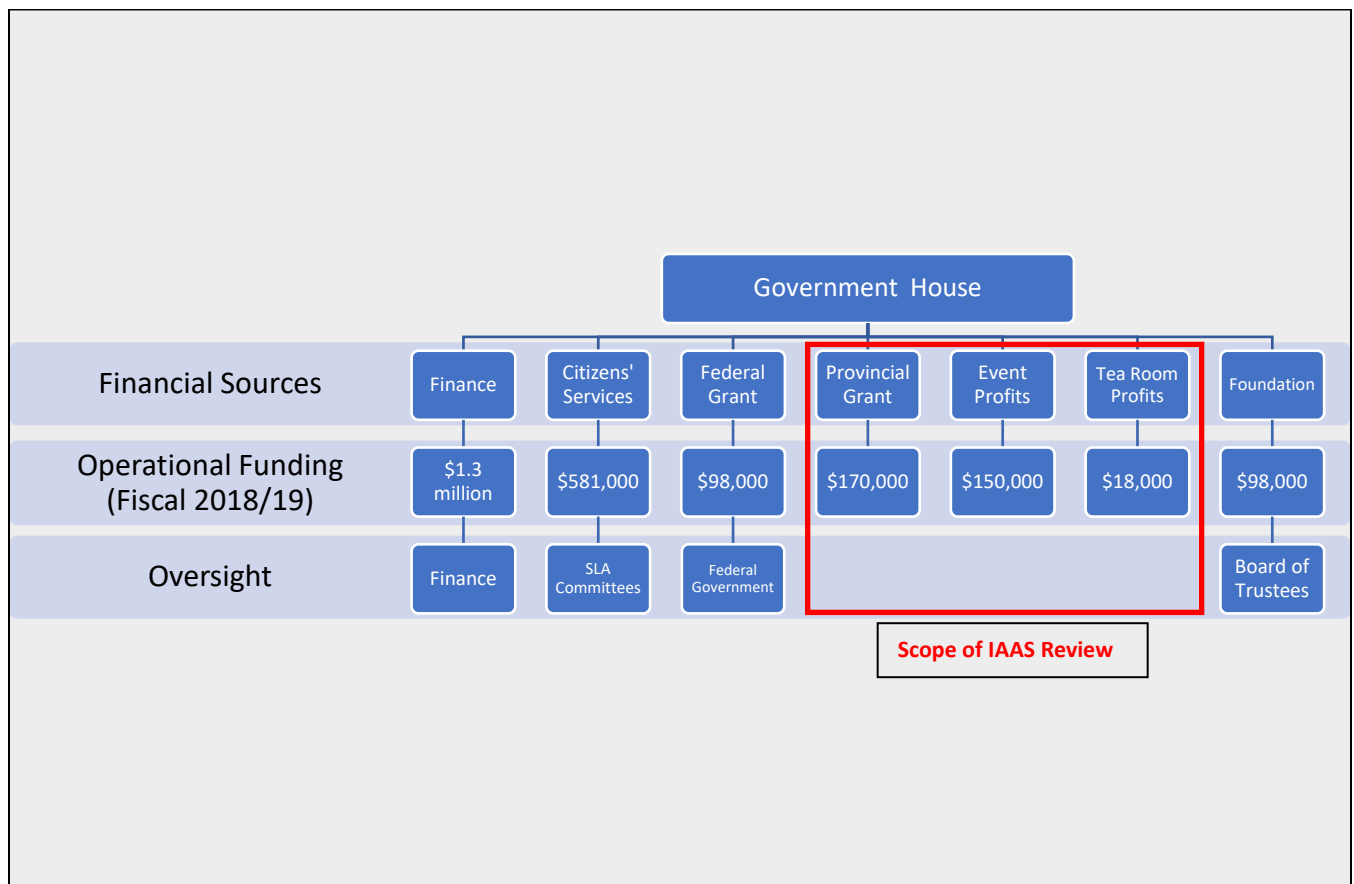 Government House
Financial Sources
Finance
Citizens'
Services
Federal
Grant
Provincial
Grant
Event
Profits
Tea Room
Profits
Foundation
Operational Funding
(Fiscal 2018/19)
$1.3
million
$581,000
$98,000
$170,000
$150,000
$18,000
$98,000
Oversight
Finance
SLA
Committees
Federal
Government
Board of
Trustees
Scope of IAAS Review